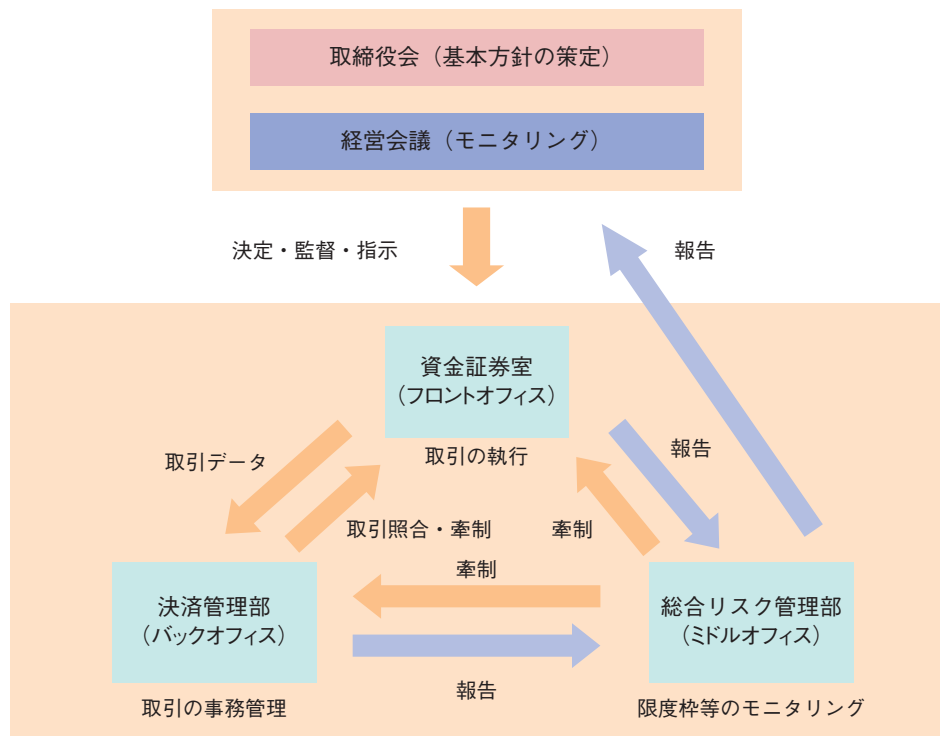 取締役会（基本方針の策定）
経営会議（モニタリング）
決定・監督・指示
報告
資金証券室
（フロントオフィス）
取引の執行
取引データ
報告
取引照合・牽制
牽制
牽制
決済管理部
（バックオフィス）
取引の事務管理
総合リスク管理部
（ミドルオフィス）
限度枠等のモニタリング
報告